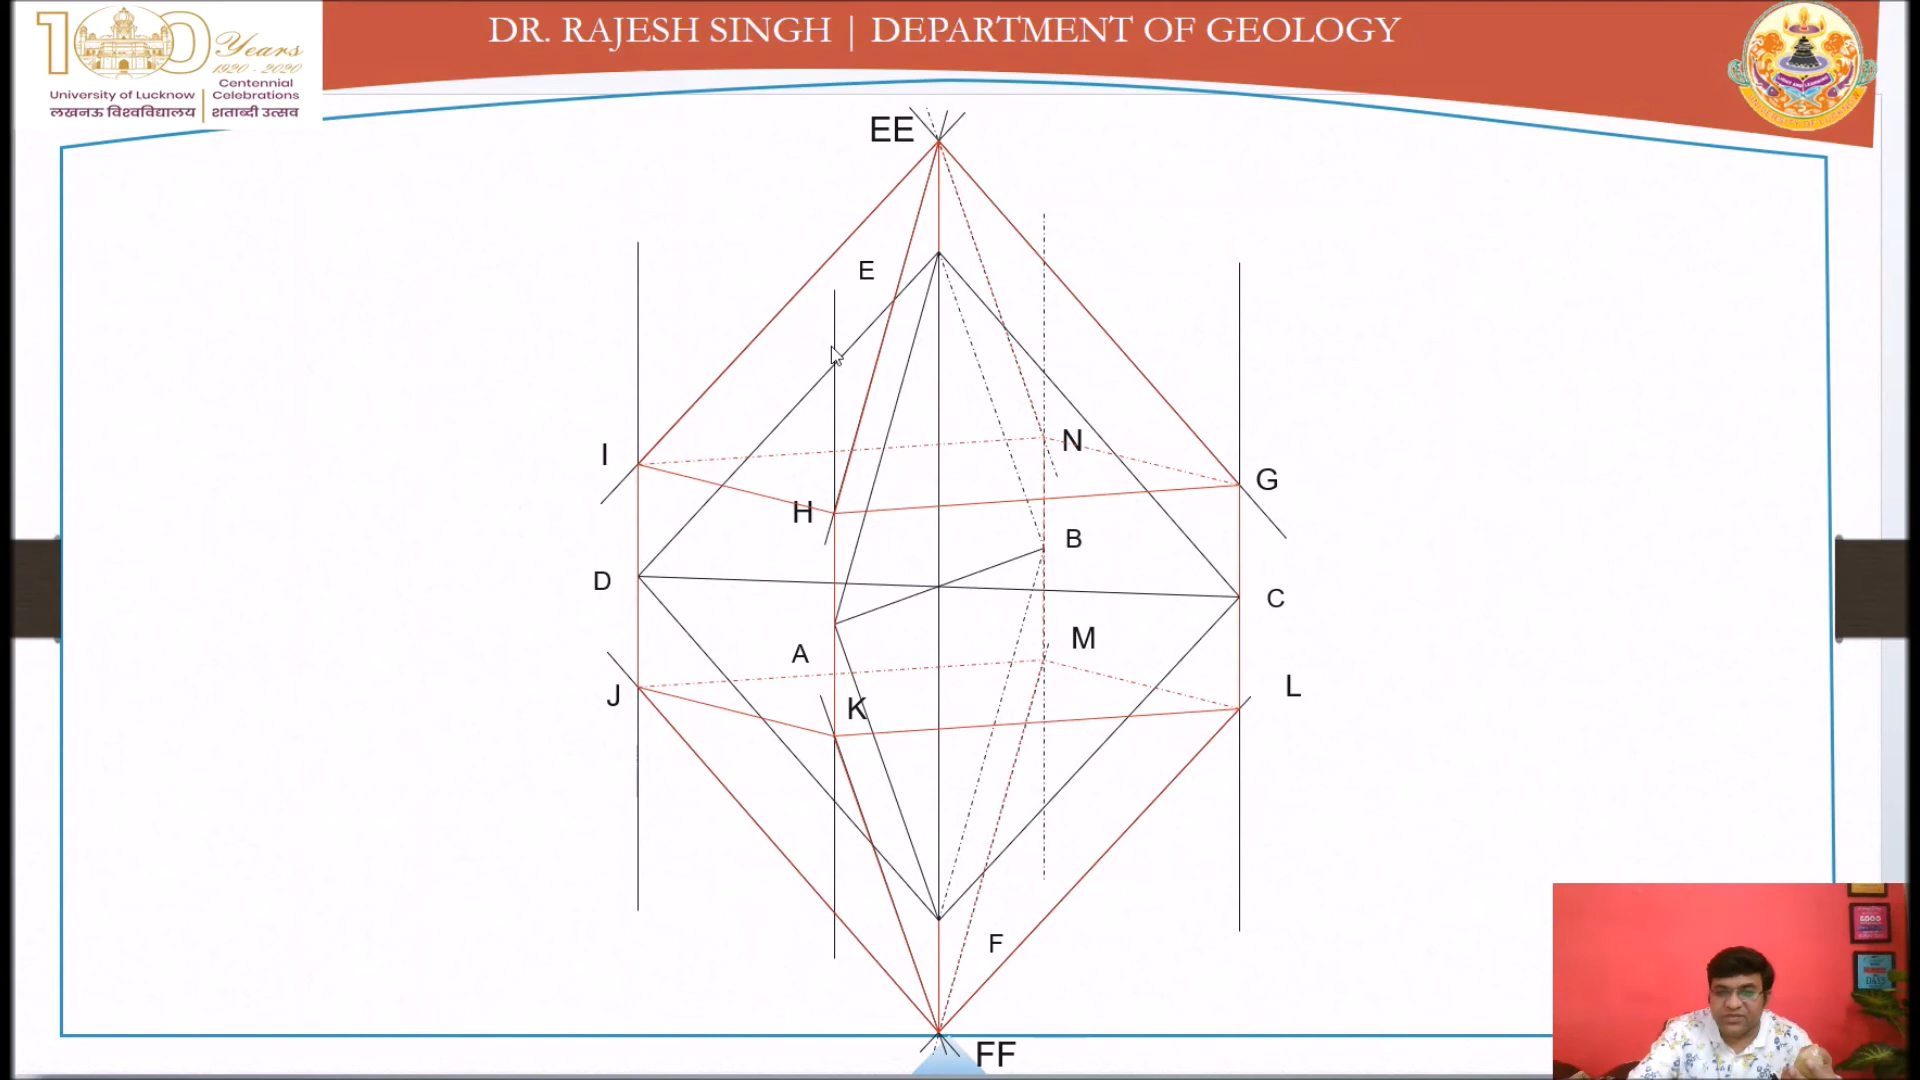 DR. RAJESH SINGH | DEPARTMENT OF GEOLOGY
100 Years
1920 - 2020
Centennial
University of Lucknow Celebrations
लखनऊ विश्वविद्यालय शताब्दी उत्सव
EE
E
I
N
G
H
B
D
C
A
M
J
K
L
F
FF